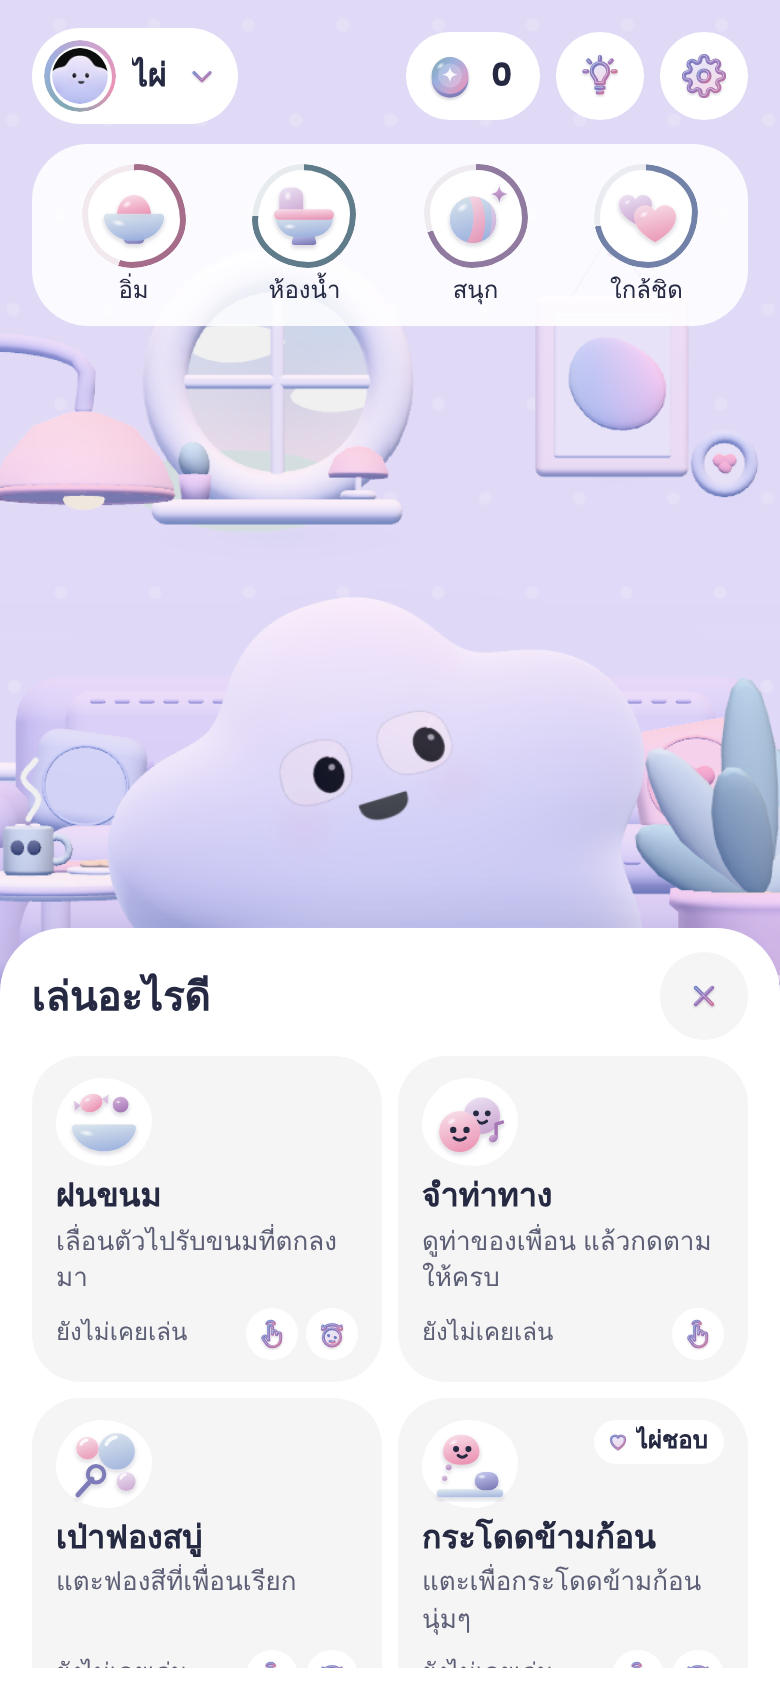 ไผ่
0
อิ่ม
ห้องน้ำ
สนุก
ใกล้ชิด
เล่นอะไรดี
ฝนขนม
เลื่อนตัวไปรับขนมที่ตกลง
มา
ยังไม่เคยเล่น
จำท่าทาง
ดูท่าของเพื่อน แล้วกดตาม
ให้ครบ
ยังไม่เคยเล่น
เป่าฟองสบู่
แตะฟองสีที่เพื่อนเรียก
ไผ่ชอบ
กระโดดข้ามก้อน
แตะเพื่อกระโดดข้ามก้อน
นุ่มๆ